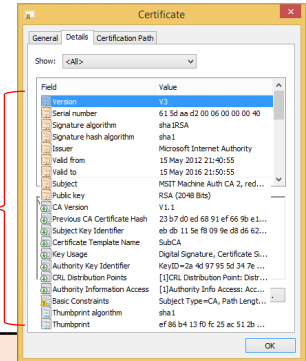 Certificate
General Details Certification Path
Show: <All>
Field Value
Version V3
Serial number 61 5d aa d2 00 06 00 00 00 40
Signature algorithm sha1RSA
Signature hash algorithm sha1
Issuer Microsoft Internet Authority
Valid from 15 May 2012 21:40:55
Valid to 15 May 2016 21:50:55
Subject MSIT Machine Auth CA 2, red...
Public key RSA (2048 Bits)
CA Version V1.1
Previous CA Certificate Hash 23 b7 d0 ed 68 91 ef 66 9b e1...
Subject Key Identifier eb db 11 5e f8 09 9e d8 d6 62...
Certificate Template Name SubCA
Key Usage Digital Signature, Certificate Si...
Authority Key Identifier KeyID=2a 4d 97 95 5d 34 7e ...
CRL Distribution Points [1]CRL Distribution Point: Distr...
Authority Information Access [1]Authority Info Access: Acc...
Basic Constraints Subject Type=CA, Path Lengt...
Thumbprint algorithm sha1
Thumbprint ef 86 b4 13 f0 fc 25 ac 51 2b ...
OK